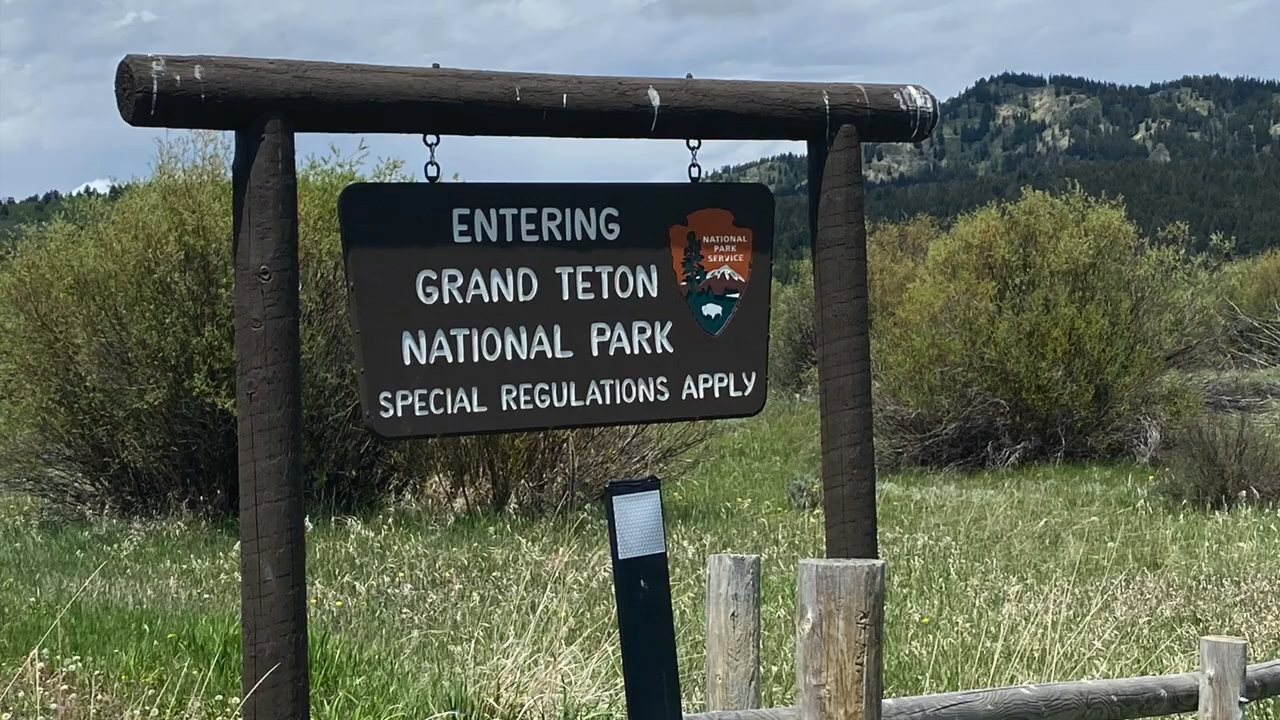 ENTERING
GRAND TETON
NATIONAL PARK
SPECIAL REGULATIONS APPLY
NATIONAL
PARK
SERVICE